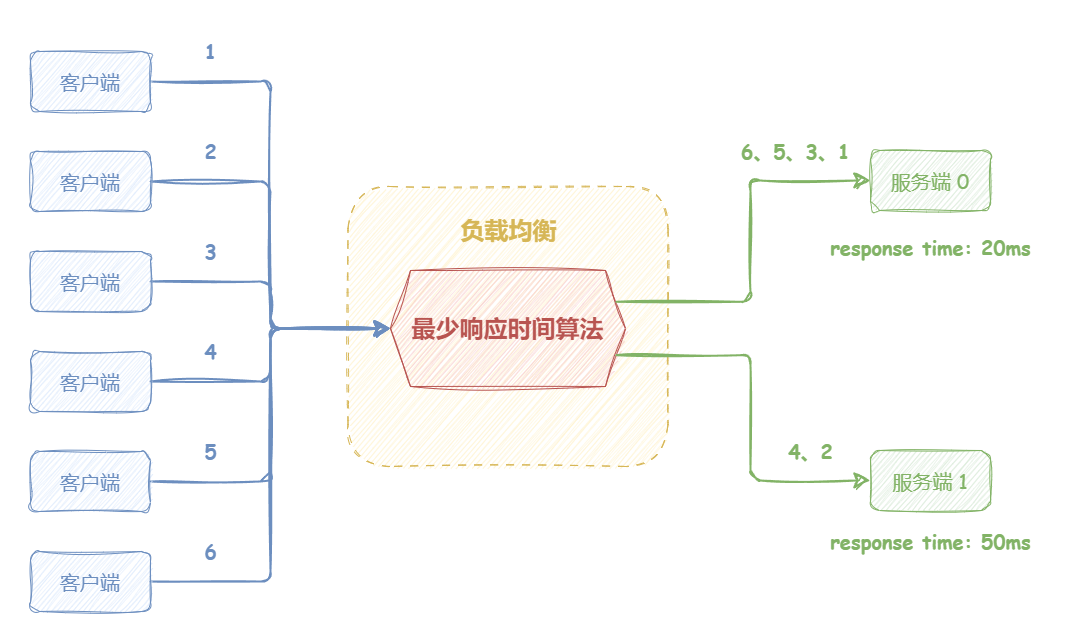 1
客户端
2
客户端
3
客户端
4
客户端
5
客户端
6
客户端
负载均衡
最少响应时间算法
6、5、3、1
服务端 0
response time: 20ms
4、2
服务端 1
response time: 50ms